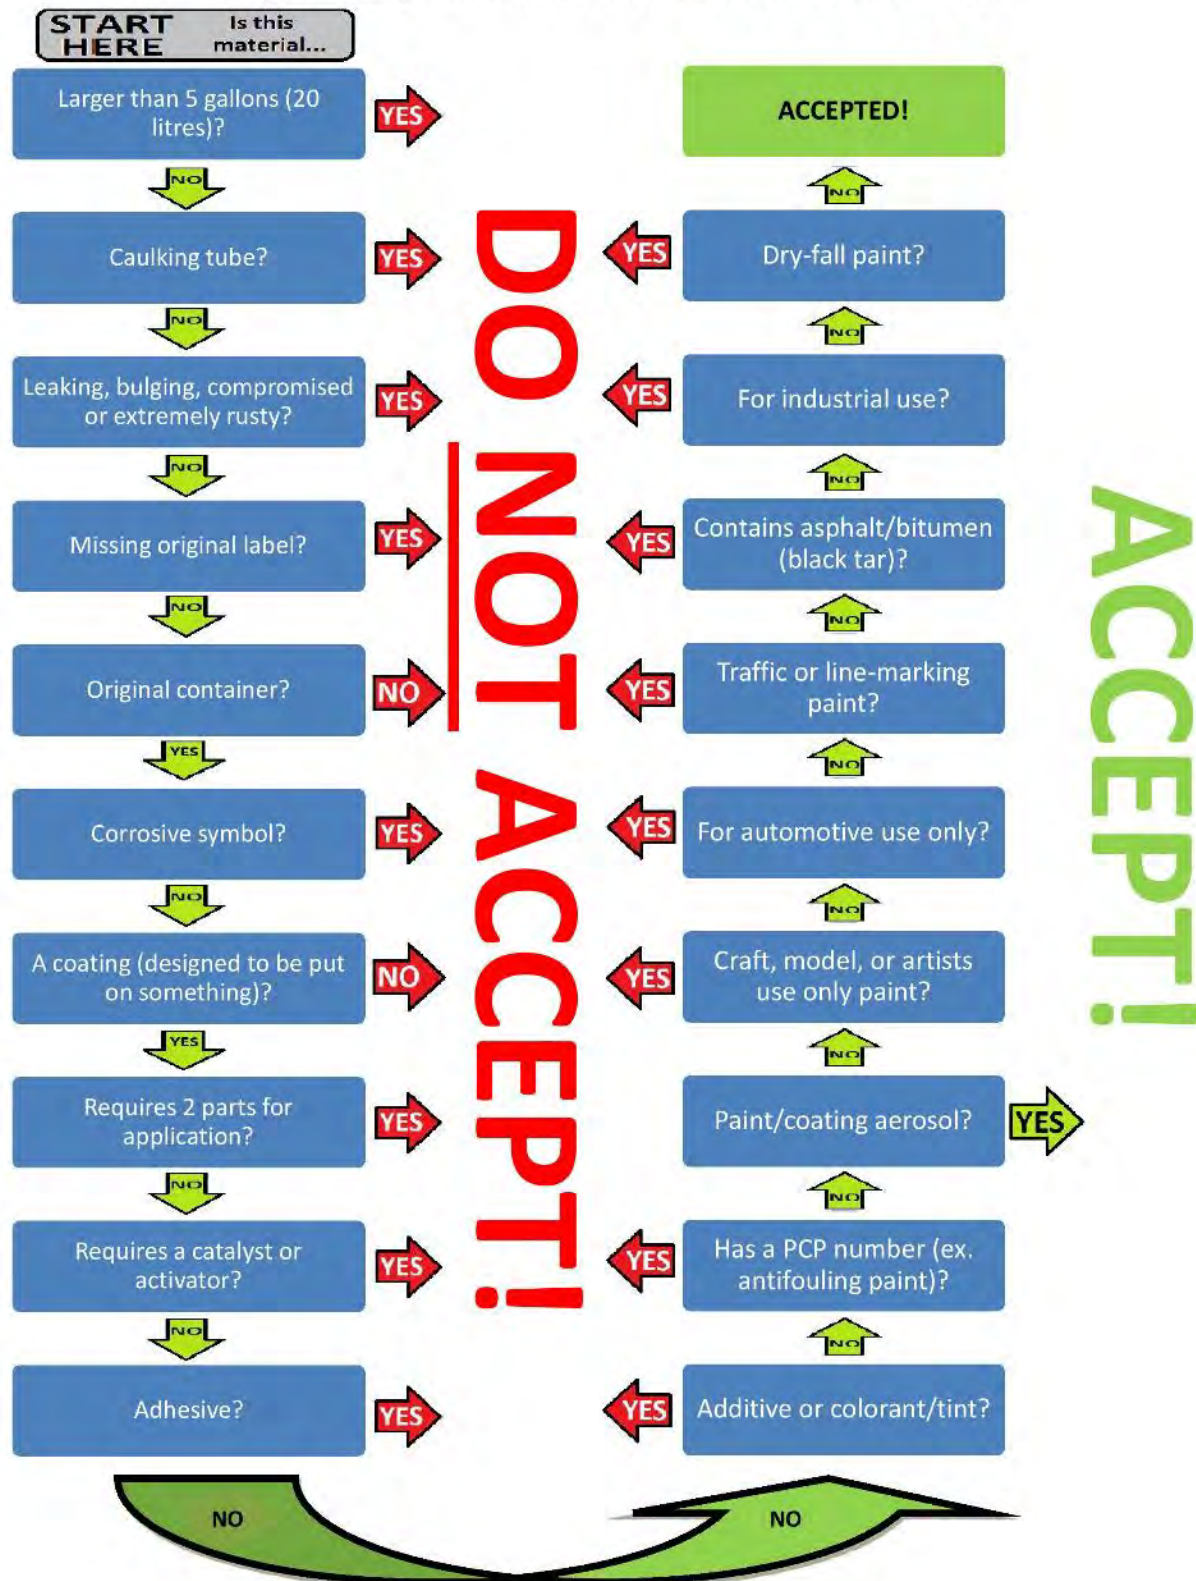 START HERE
Is this material...
Larger than 5 gallons (20
litres)?
YES
NO
Caulking tube?
YES
NO
Leaking, bulging, compromised
or extremely rusty?
YES
NO
Missing original label?
YES
NO
Original container?
NO
YES
Corrosive symbol?
YES
NO
A coating (designed to be put
on something)?
NO
YES
Requires 2 parts for
application?
YES
NO
Requires a catalyst or
activator?
YES
NO
Adhesive?
YES
NO
DO NOT ACCEPT!
NO
Additive or colorant/tint?
YES
NO
Has a PCP number (ex.
antifouling paint)?
YES
NO
Paint/coating aerosol?
YES
NO
Craft, model, or artists
use only paint?
YES
NO
For automotive use only?
YES
NO
Traffic or line-marking
paint?
YES
NO
Contains asphalt/bitumen
(black tar)?
YES
NO
For industrial use?
YES
NO
Dry-fall paint?
YES
NO
ACCEPTED!
ACCEPT!